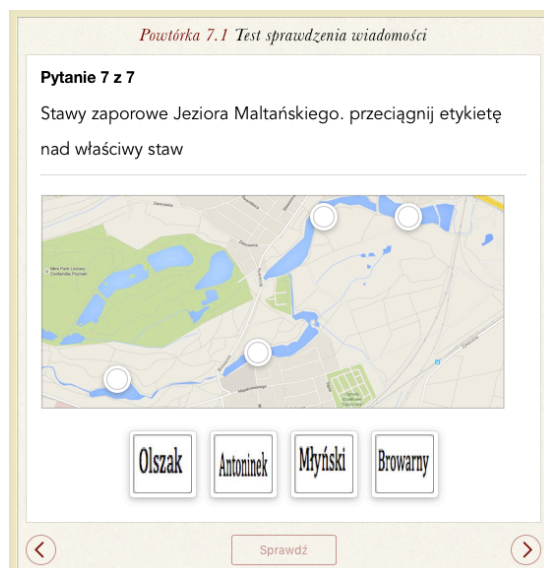 Powtórka 7.1 Test sprawdzenia wiadomości
Pytanie 7 z 7
Stawy zaporowe Jeziora Maltańskiego. przeciągnij etykietę
nad właściwy staw
Olszak
Antoninek
Młyński
Browarny
Sprawdź